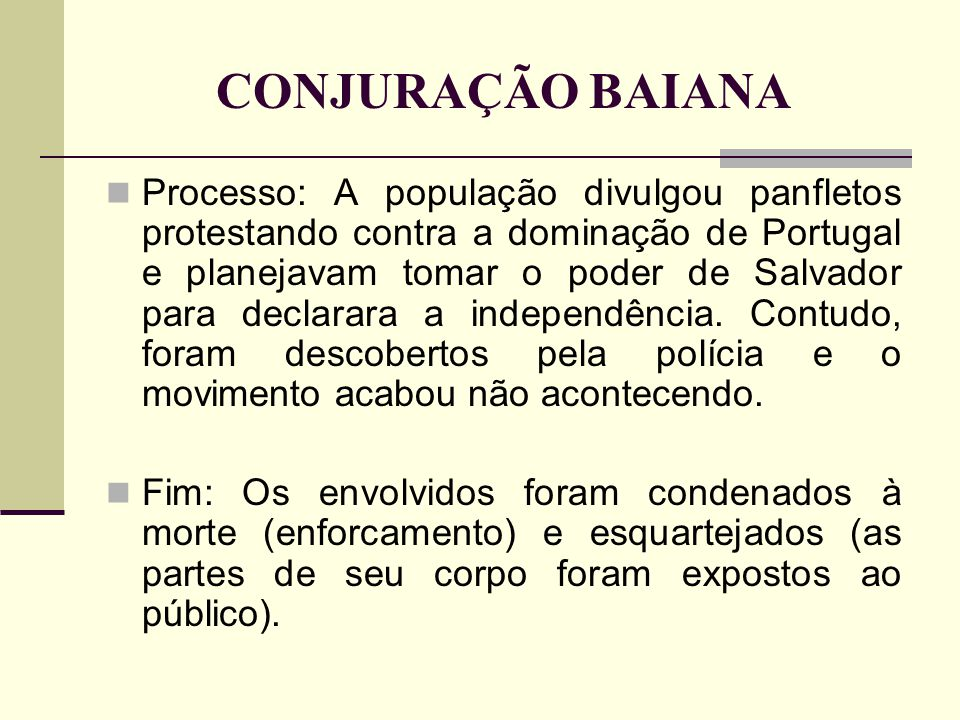 CONJURAÇÃO BAIANA
Processo: A população divulgou panfletos
protestando contra a dominação de Portugal
e planejavam tomar o poder de Salvador
para declarara a independência. Contudo,
foram descobertos pela polícia e o
movimento acabou não acontecendo.
Fim: Os envolvidos foram condenados à
morte (enforcamento) e esquartejados (as
partes de seu corpo foram expostos ao
público).